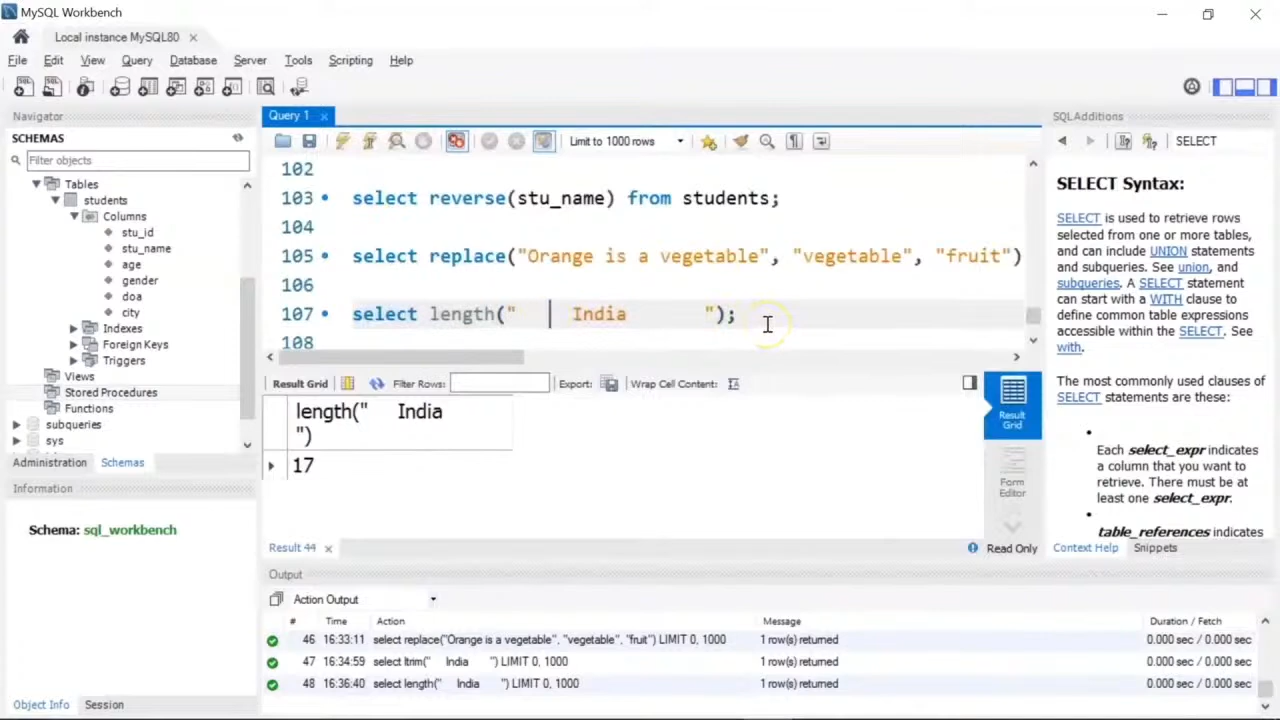 MySQL Workbench
Local instance MySQL80
File Edit View Query Database Server Tools Scripting Help
Navigator
SCHEMAS
Filter objects
Tables
students
Columns
stu_id
stu_name
age
gender
doa
city
Indexes
Foreign Keys
Triggers
Views
Stored Procedures
Functions
subqueries
sys
Administration Schemas
Information
Schema: sql_workbench
Object Info Session
Query 1
Limit to 1000 rows
102
103 select reverse(stu_name) from students;
104
105 select replace("Orange is a vegetable", "vegetable", "fruit")
106
107 select length("     India       ");
108
Result Grid Filter Rows: Export: Wrap Cell Content:
length("     India
")
17
Result Grid
Form Editor
Result 44 Read Only
SQLAdditions
SELECT
SELECT Syntax:
SELECT is used to retrieve rows
selected from one or more tables,
and can include UNION statements
and subqueries. See union, and
subqueries. A SELECT statement
can start with a WITH clause to
define common table expressions
accessible within the SELECT. See
with.
The most commonly used clauses of
SELECT statements are these:
Each select_expr indicates
a column that you want to
retrieve. There must be at
least one select_expr.
table_references indicates
Context Help Snippets
Output
Action Output
# Time Action Message Duration / Fetch
46 16:33:11 select replace("Orange is a vegetable", "vegetable", "fruit") LIMIT 0, 1000 1 row(s) returned 0.000 sec / 0.000 sec
47 16:34:59 select ltrim("     India       ") LIMIT 0, 1000 1 row(s) returned 0.000 sec / 0.000 sec
48 16:36:40 select length("     India       ") LIMIT 0, 1000 1 row(s) returned 0.000 sec / 0.000 sec